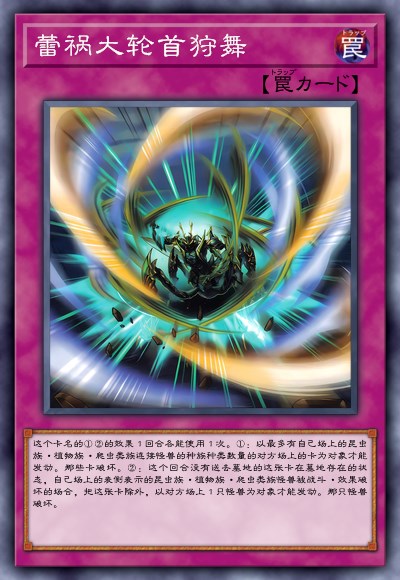 蕾祸大轮首狩舞
トラップ
罠
トラップ
【罠カード】
这个卡名的①②的效果1回合各能使用1次。①：以最多有自己场上的昆虫
族·植物族·爬虫类族连接怪兽的种族种类数量的对方场上的卡为对象才能
发动。那些卡破坏。②：这个回合没有送去墓地的这张卡在墓地存在的状
态，自己场上的表侧表示的昆虫族·植物族·爬虫类族怪兽被战斗·效果破
坏的场合，把这张卡除外，以对方场上1只怪兽为对象才能发动。那只怪兽
破坏。